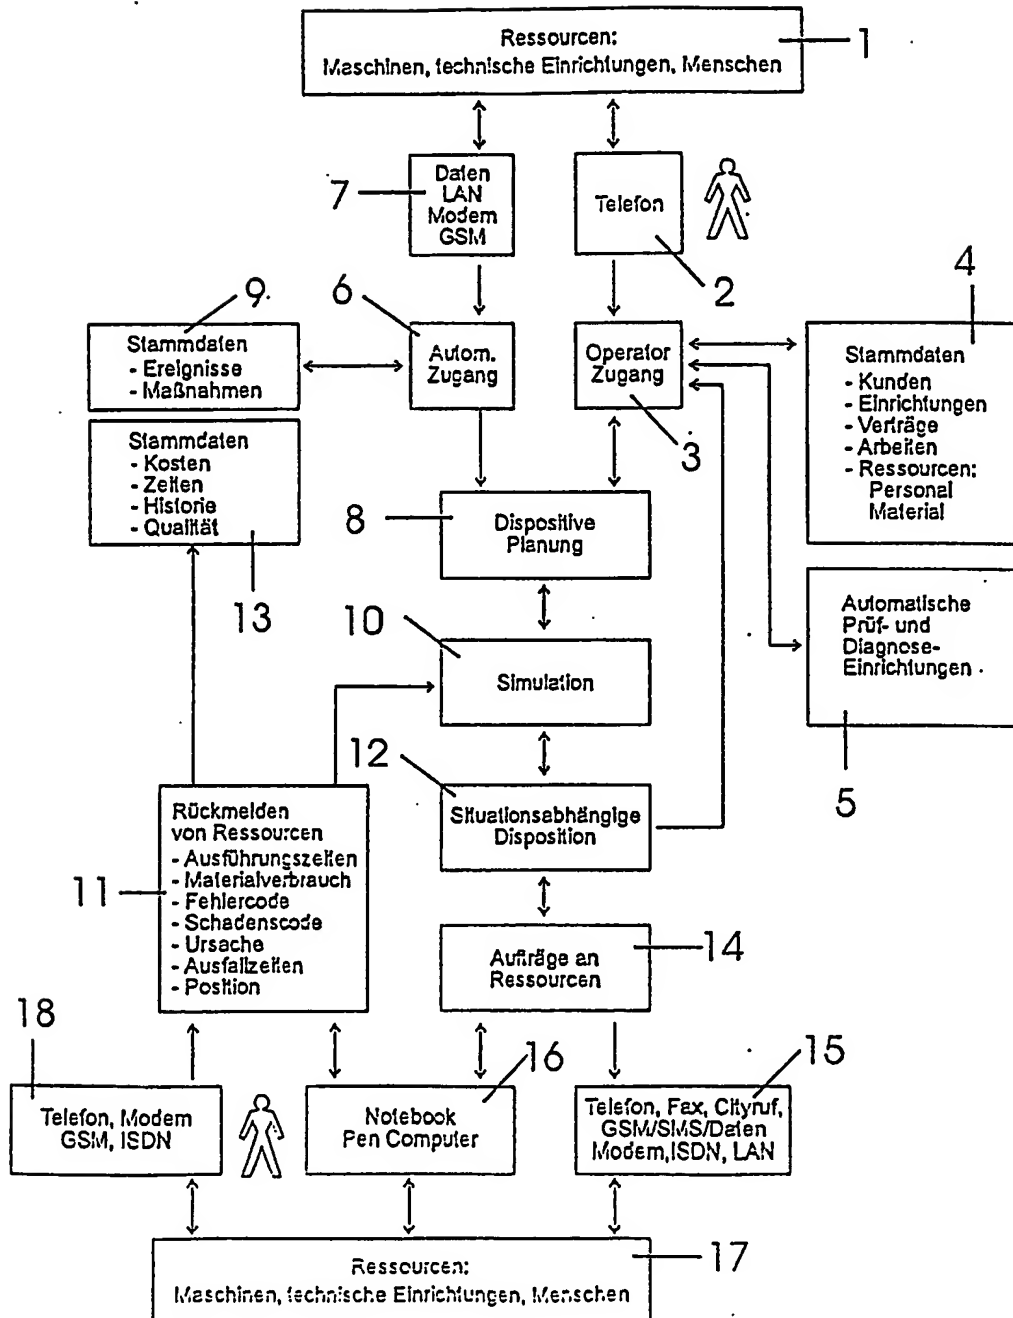 Ressourcen:
Maschinen, technische Einrichtungen, Menschen
1
7
Daten
LAN
Modem
GSM
Telefon
2
4
9
6
Stammdaten
- Ereignisse
- Maßnahmen
Autom.
Zugang
Operator
Zugang
3
Stammdaten
- Kunden
- Einrichtungen
- Verträge
- Arbeiten
- Ressourcen:
Personal
Material
Stammdaten
- Kosten
- Zeiten
- Historie
- Qualität
13
8
Dispositive
Planung
Automatische
Prüf- und
Diagnose-
Einrichtungen
5
10
Simulation
12
Situationsabhängige
Disposition
11
Rückmelden
von Ressourcen
- Ausführungszeiten
- Materialverbrauch
- Fehlercode
- Schadenscode
- Ursache
- Ausfallzeiten
- Position
Aufträge an
Ressourcen
14
18
16
15
Telefon, Modem
GSM, ISDN
Notebook
Pen Computer
Telefon, Fax, Cityruf,
GSM/SMS/Daten
Modem,ISDN, LAN
Ressourcen:
Maschinen, technische Einrichtungen, Menschen
17